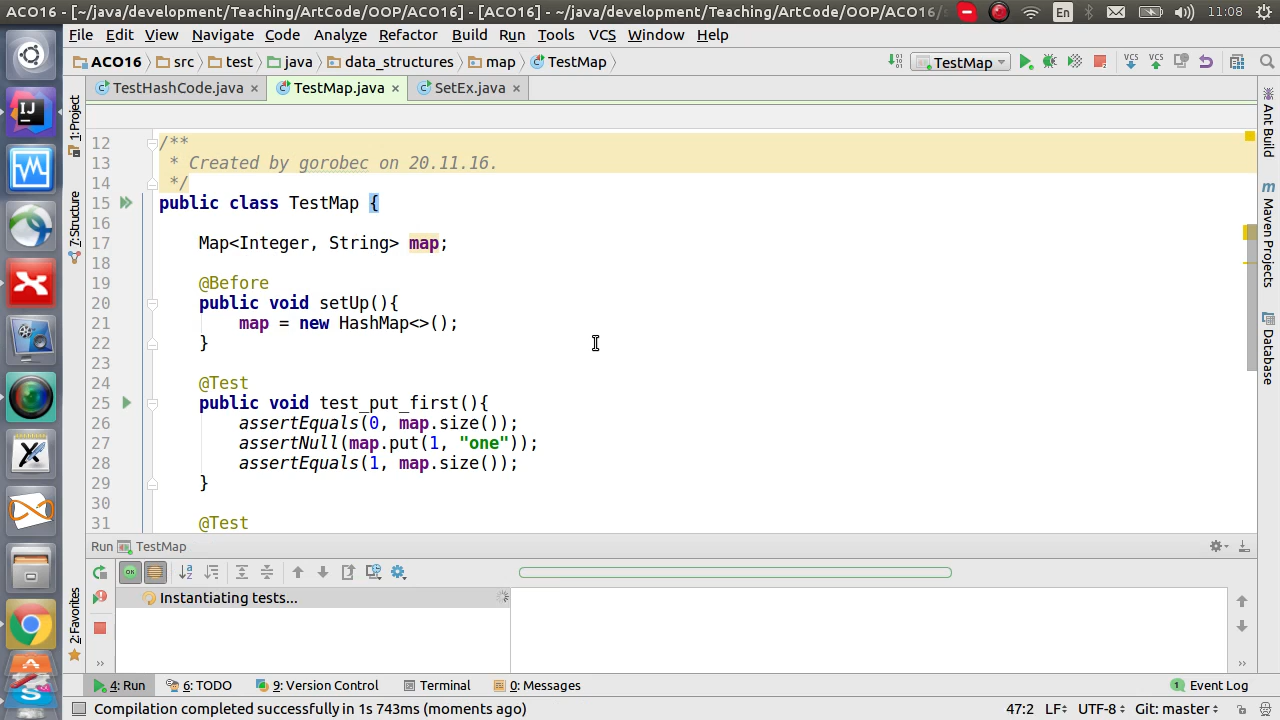 ACO16 - [~/java/development/Teaching/ArtCode/OOP/ACO16] - [ACO16] - ~/java/development/Teaching/ArtCode/OOP/ACO16/
En 11:08
File Edit View Navigate Code Analyze Refactor Build Run Tools VCS Window Help
ACO16 src test java data_structures map TestMap
TestMap VCS VCS
TestHashCode.java TestMap.java SetEx.java
1: Project
7: Structure
2: Favorites
Ant Build
Maven Projects
Database
12 /**
13 * Created by gorobec on 20.11.16.
14 */
15 public class TestMap {
16
17 Map<Integer, String> map;
18
19 @Before
20 public void setUp(){
21 map = new HashMap<>();
22 }
23
24 @Test
25 public void test_put_first(){
26 assertEquals(0, map.size());
27 assertNull(map.put(1, "one"));
28 assertEquals(1, map.size());
29 }
30
31 @Test
Run TestMap
Instantiating tests...
4: Run 6: TODO 9: Version Control Terminal 0: Messages 1 Event Log
Compilation completed successfully in 1s 743ms (moments ago) 47:2 LF UTF-8 Git: master